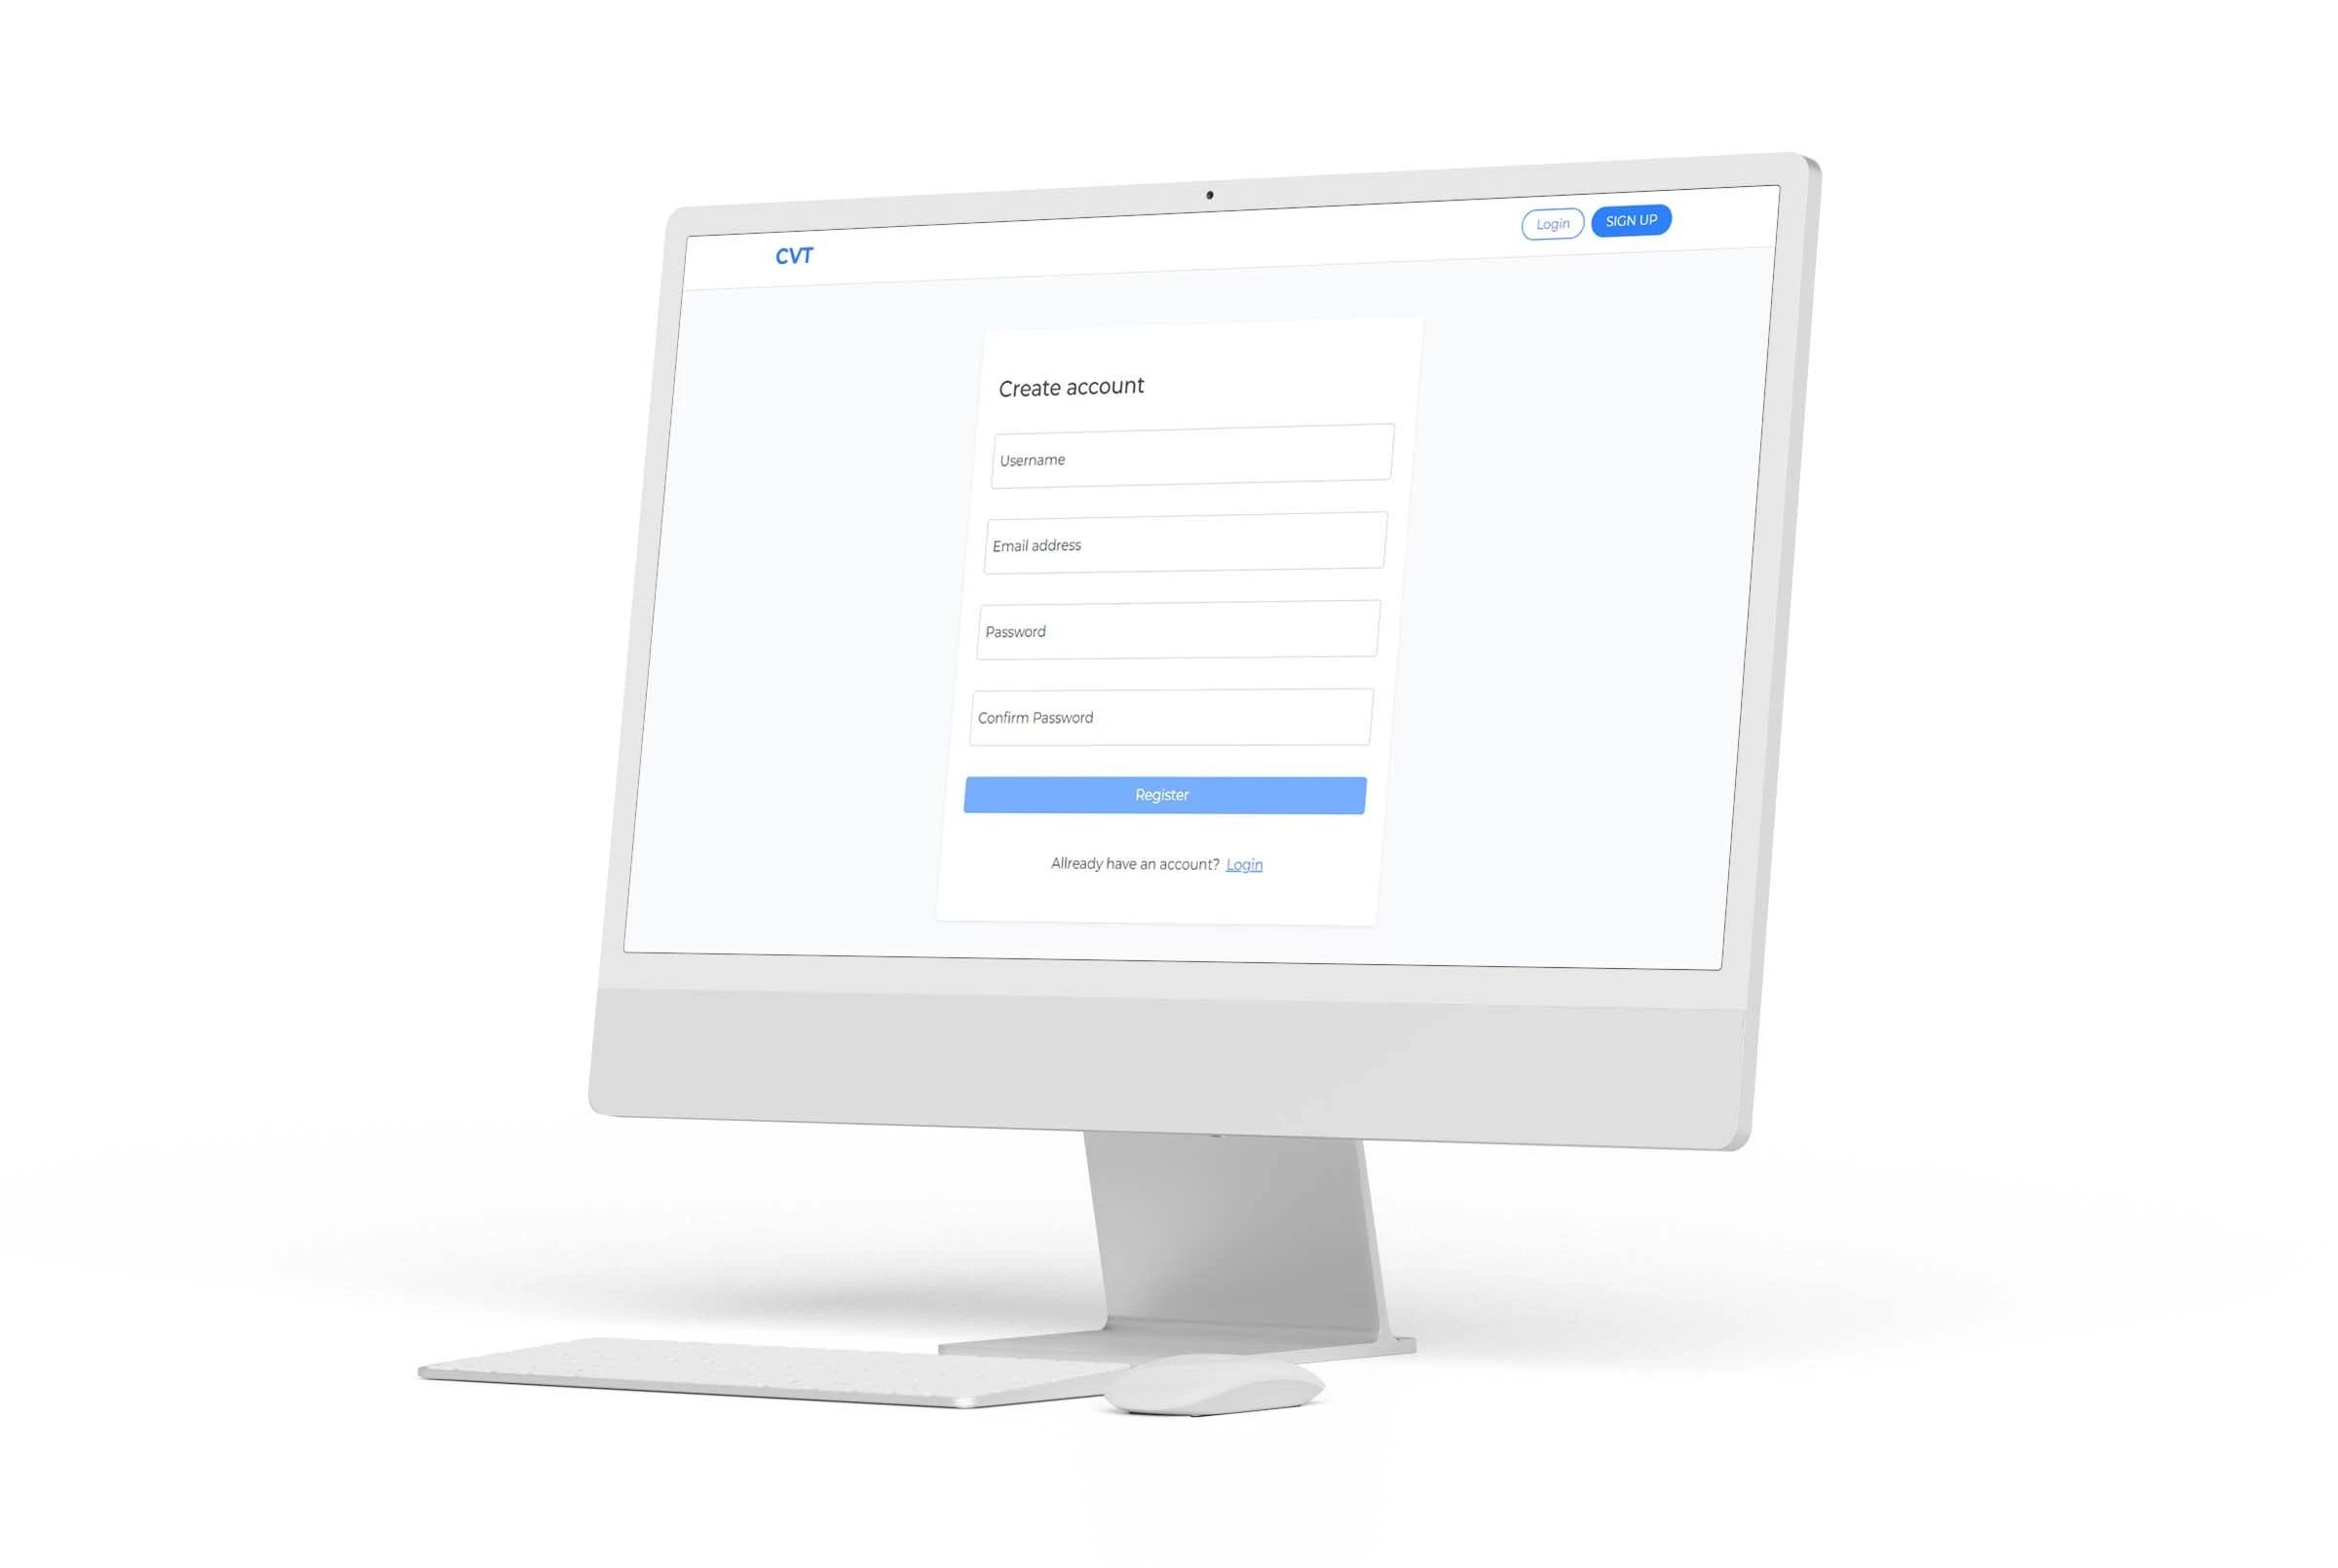 CVT
Login
SIGN UP
Create account
Username
Email address
Password
Confirm Password
Register
Allready have an account? Login